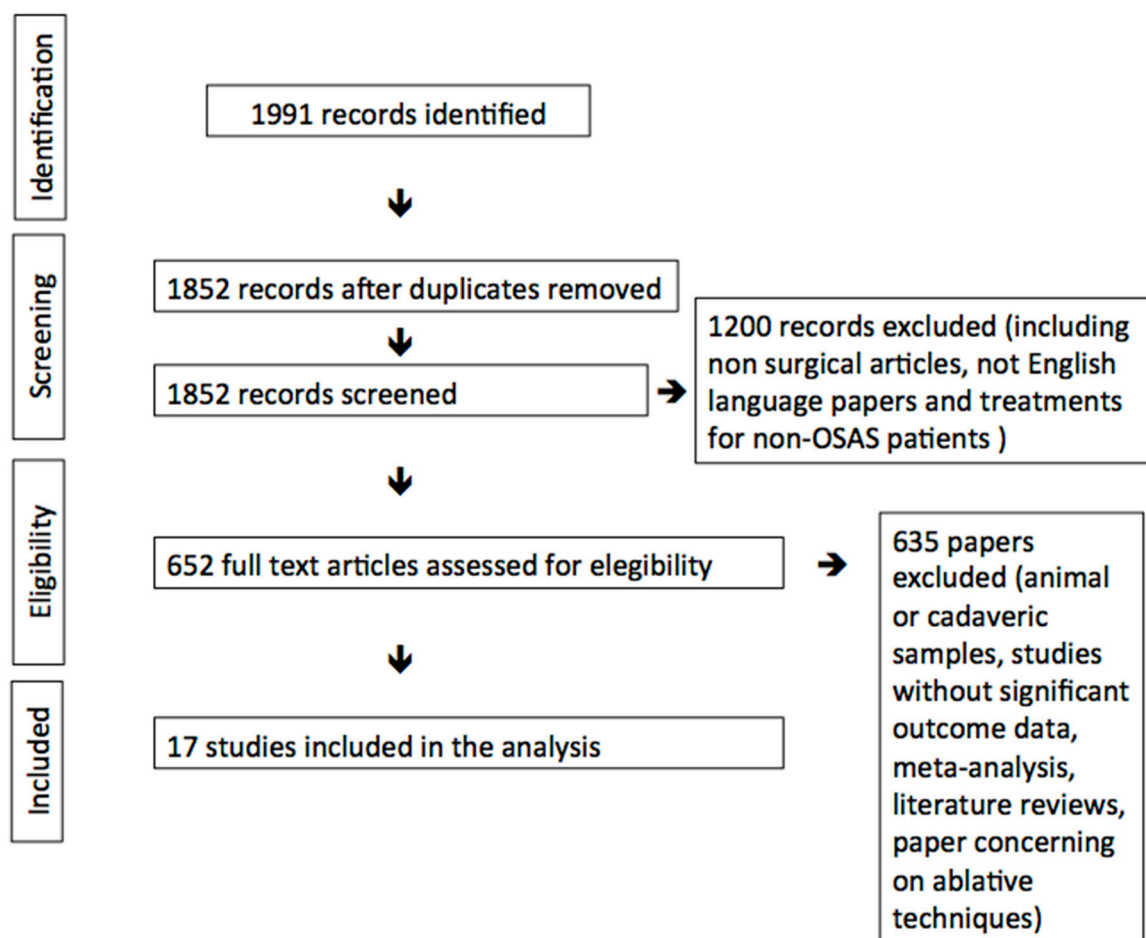 Identification
1991 records identified
Screening
1852 records after duplicates removed
1852 records screened
1200 records excluded (including
non surgical articles, not English
language papers and treatments
for non-OSAS patients )
Eligibility
652 full text articles assessed for elegibility
635 papers
excluded (animal
or cadaveric
samples, studies
without significant
outcome data,
meta-analysis,
literature reviews,
paper concerning
on ablative
techniques)
Included
17 studies included in the analysis